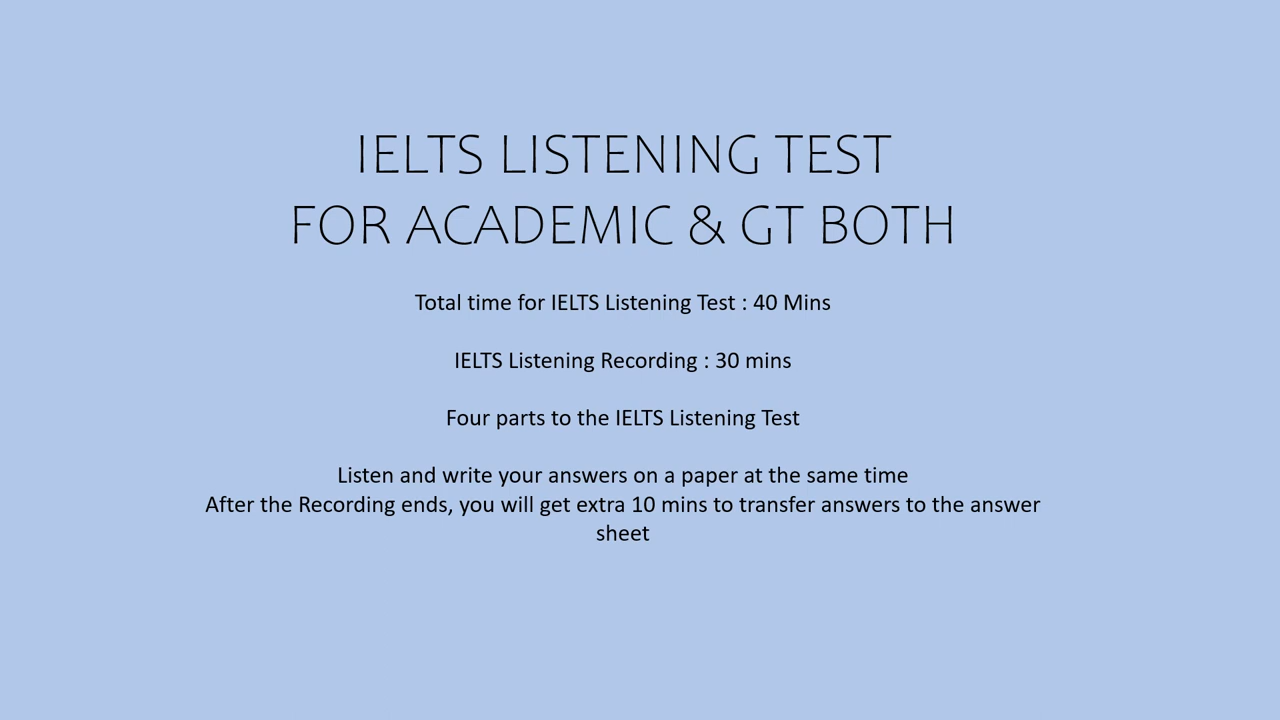 IELTS LISTENING TEST
FOR ACADEMIC & GT BOTH
Total time for IELTS Listening Test : 40 Mins
IELTS Listening Recording : 30 mins
Four parts to the IELTS Listening Test
Listen and write your answers on a paper at the same time
After the Recording ends, you will get extra 10 mins to transfer answers to the answer
sheet